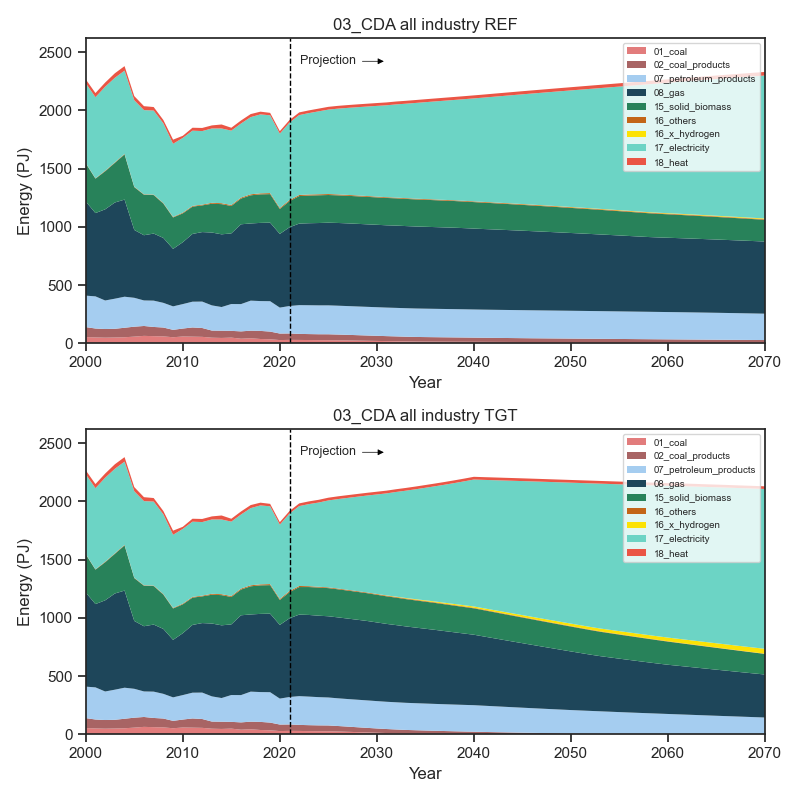 03_CDA all industry REF
2500
2000
1500
1000
500
0
Energy (PJ)
Projection
01_coal
02_coal_products
07_petroleum_products
08_gas
15_solid_biomass
16_others
16_x_hydrogen
17_electricity
18_heat
2000 2010 2020 2030 2040 2050 2060 2070
Year
03_CDA all industry TGT
2500
2000
1500
1000
500
0
Energy (PJ)
Projection
01_coal
02_coal_products
07_petroleum_products
08_gas
15_solid_biomass
16_others
16_x_hydrogen
17_electricity
18_heat
2000 2010 2020 2030 2040 2050 2060 2070
Year